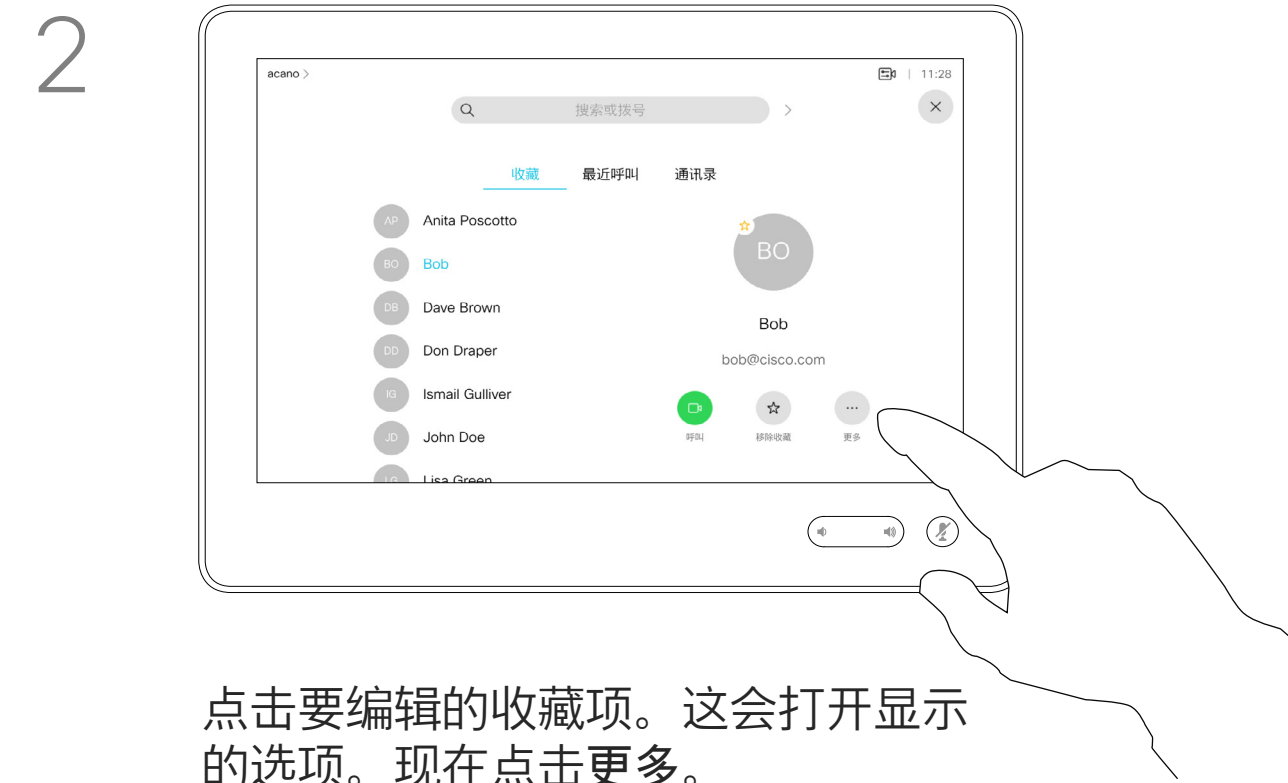 2
acano >
11:28
搜索或拨号
收藏 最近呼叫 通讯录
AP Anita Poscotto
BO Bob
DB Dave Brown
DD Don Draper
IG Ismail Gulliver
JD John Doe
LG Lisa Green
BO
Bob
bob@cisco.com
呼叫 移除收藏 更多
点击要编辑的收藏项。这会打开显示
的选项。现在点击更多。